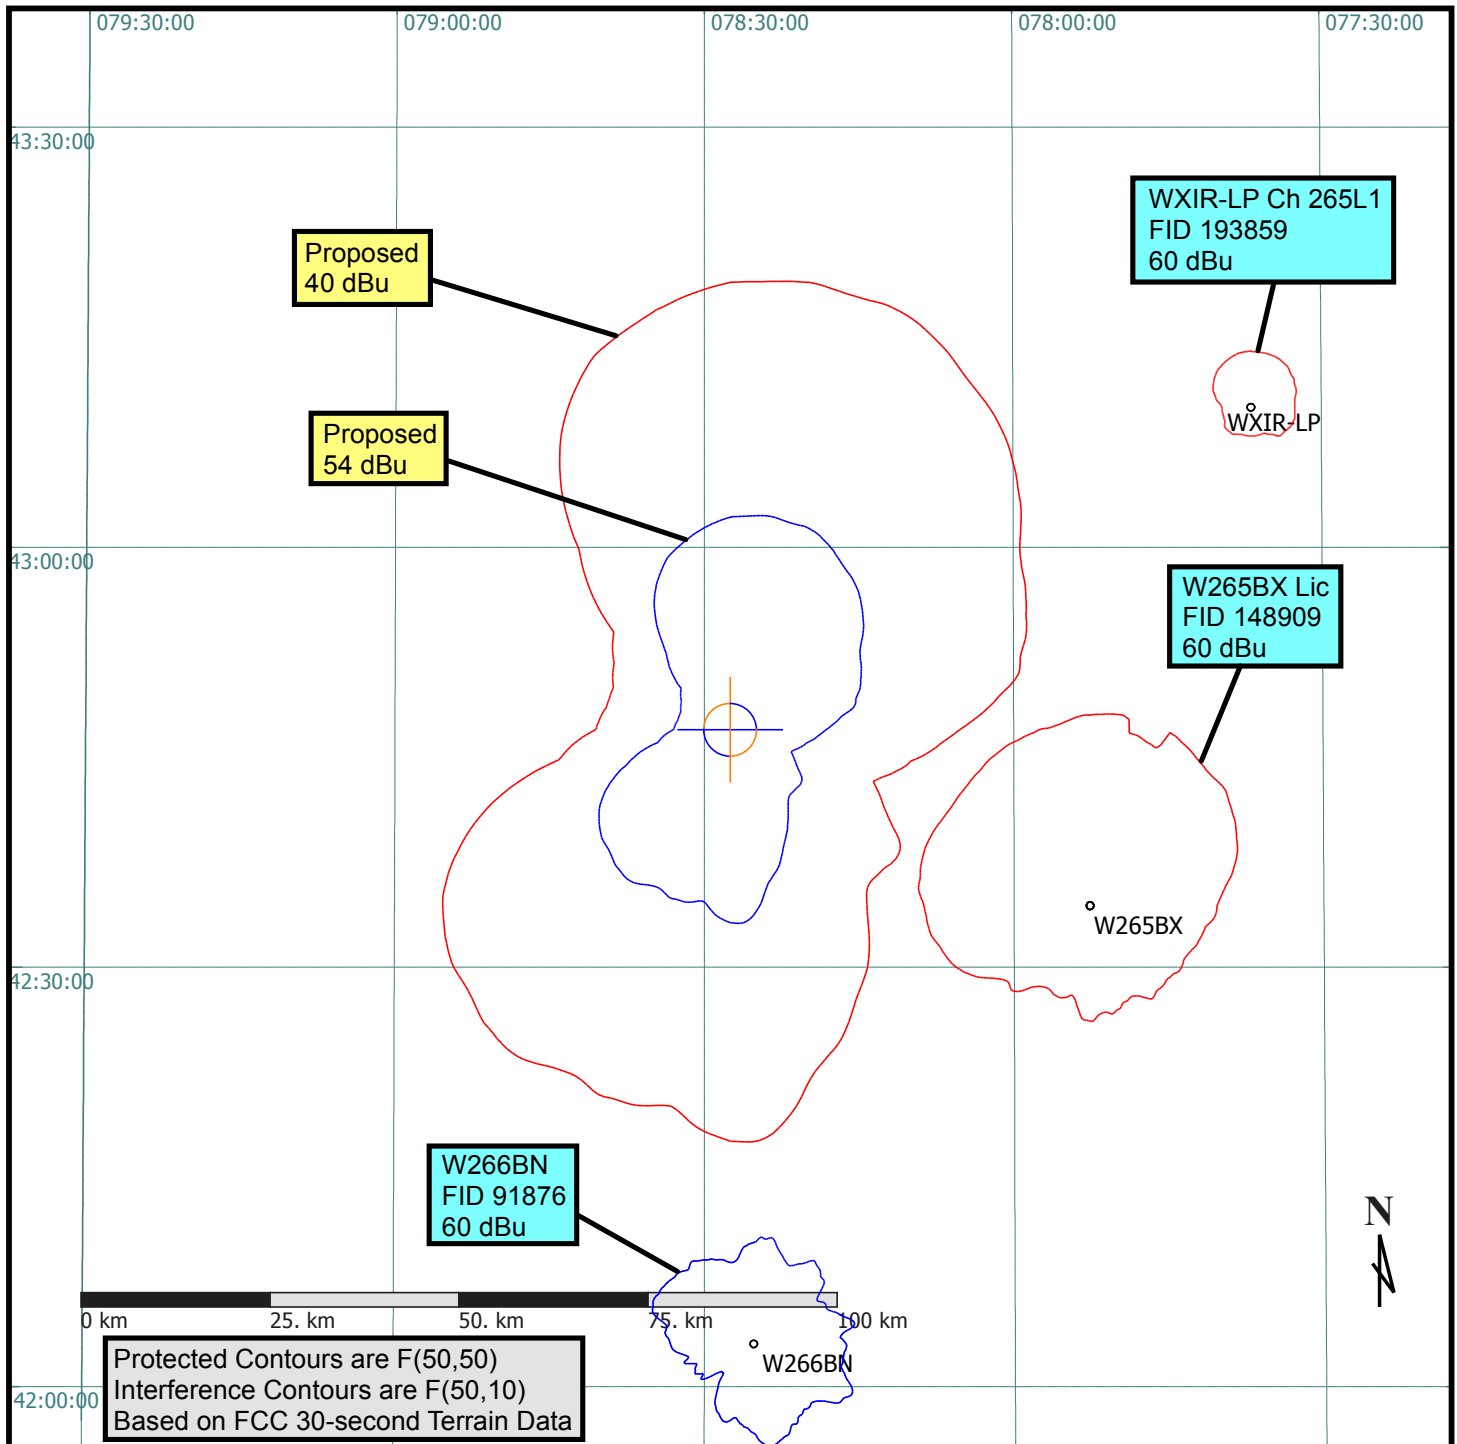 079:30:00
079:00:00
078:30:00
078:00:00
077:30:00
43:30:00
WXIR-LP Ch 265L1
FID 193859
60 dBu
Proposed
40 dBu
WXIR-LP
Proposed
54 dBu
43:00:00
W265BX Lic
FID 148909
60 dBu
W265BX
42:30:00
W266BN
FID 91876
60 dBu
N
0 km
25. km
50. km
75. km
100 km
W266BN
Protected Contours are F(50,50)
Interference Contours are F(50,10)
Based on FCC 30-second Terrain Data
42:00:00